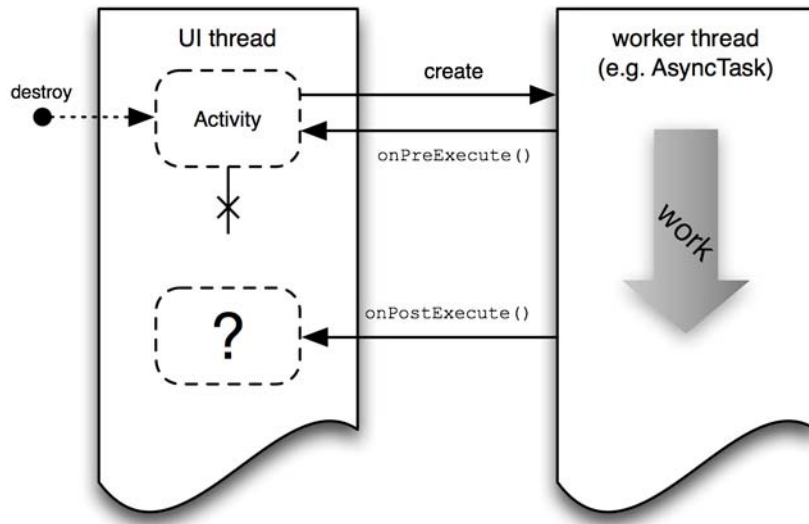 UI thread
worker thread
(e.g. AsyncTask)
create
destroy
Activity
onPreExecute()
work
?
onPostExecute()